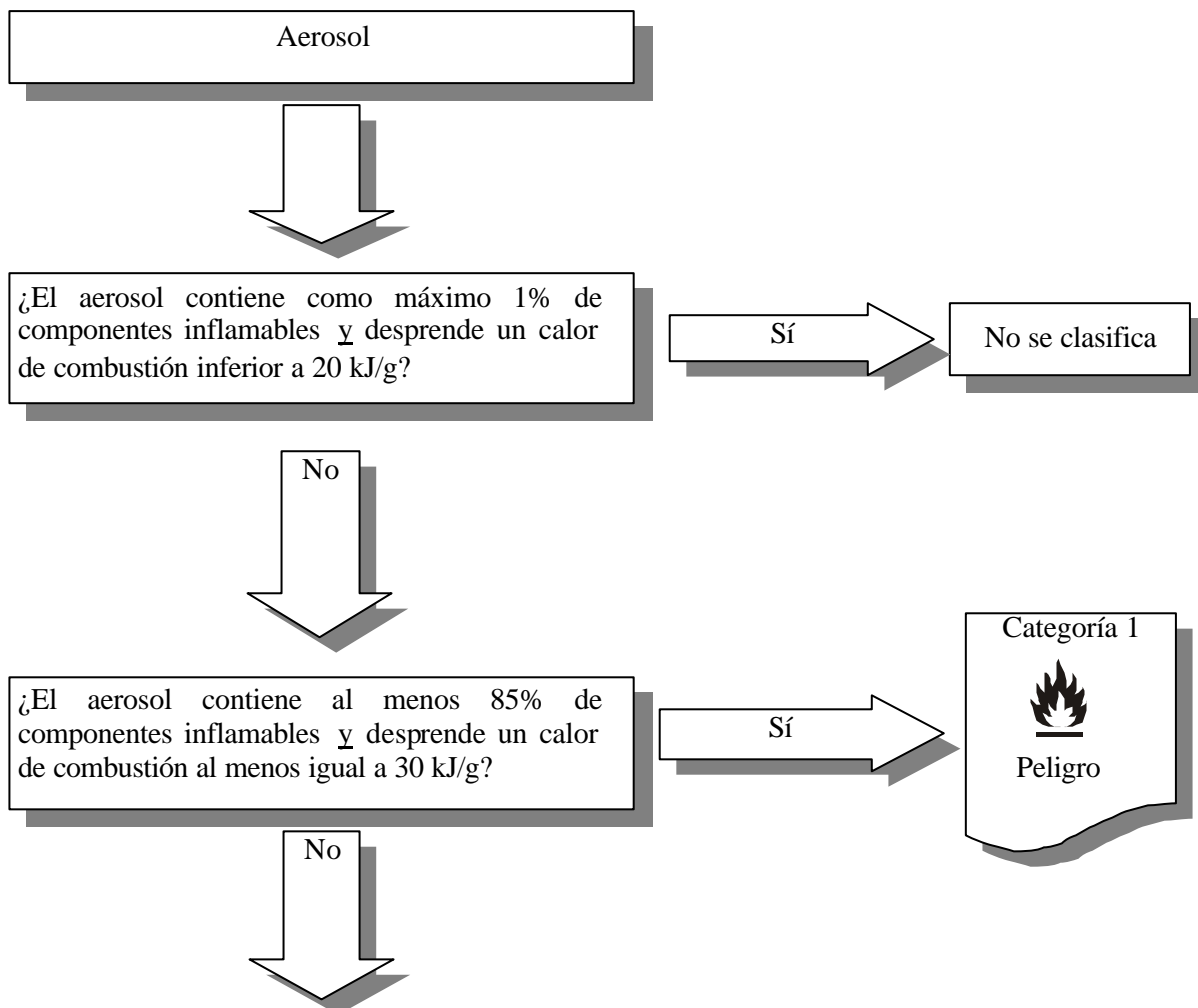 Aerosol
¿El aerosol contiene como máximo 1% de
componentes inflamables y desprende un calor
de combustión inferior a 20 kJ/g?
Sí
No se clasifica
No
¿El aerosol contiene al menos 85% de
componentes inflamables y desprende un calor
de combustión al menos igual a 30 kJ/g?
Sí
Categoría 1
Peligro
No